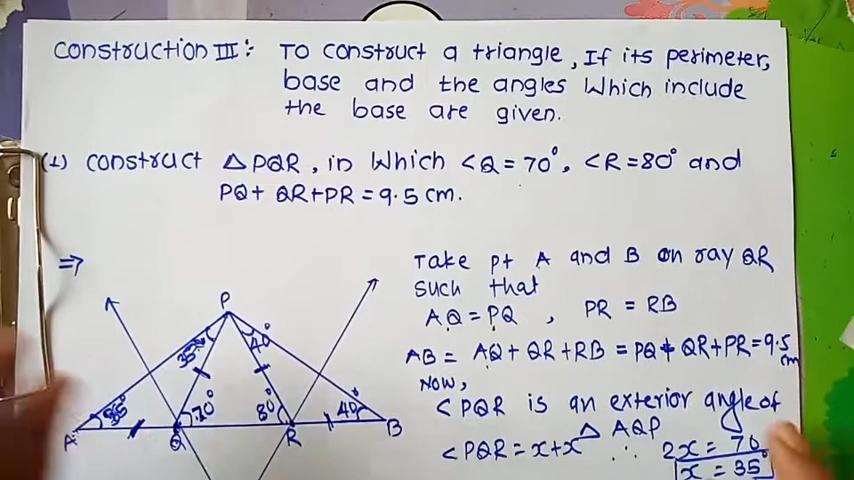 Construction III :- To construct a triangle, If its perimeter,
base and the angles which include
the base are given.
(1) construct △PQR, in which <Q = 70°, <R = 80° and
PQ + QR + PR = 9.5 cm.
⇒
Take pt A and B on ray QR
such that
AQ = PQ , PR = RB
AB = AQ + QR + RB = PQ + QR + PR = 9.5 cm
Now,
<PQR is an exterior angle of
△ AQP
<PQR = x + x ∴ 2x = 70
x = 35°
P
35° 40°
35° 70° 80° 40°
A Q R B